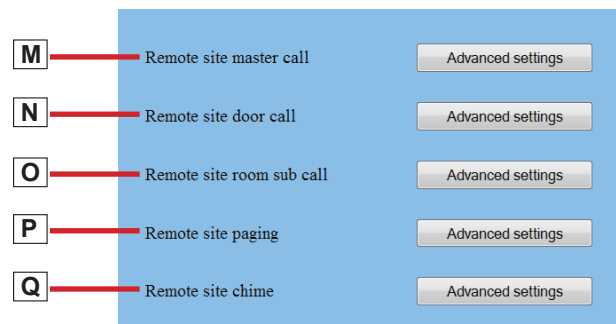 M Remote site master call Advanced settings
N Remote site door call Advanced settings
O Remote site room sub call Advanced settings
P Remote site paging Advanced settings
Q Remote site chime Advanced settings